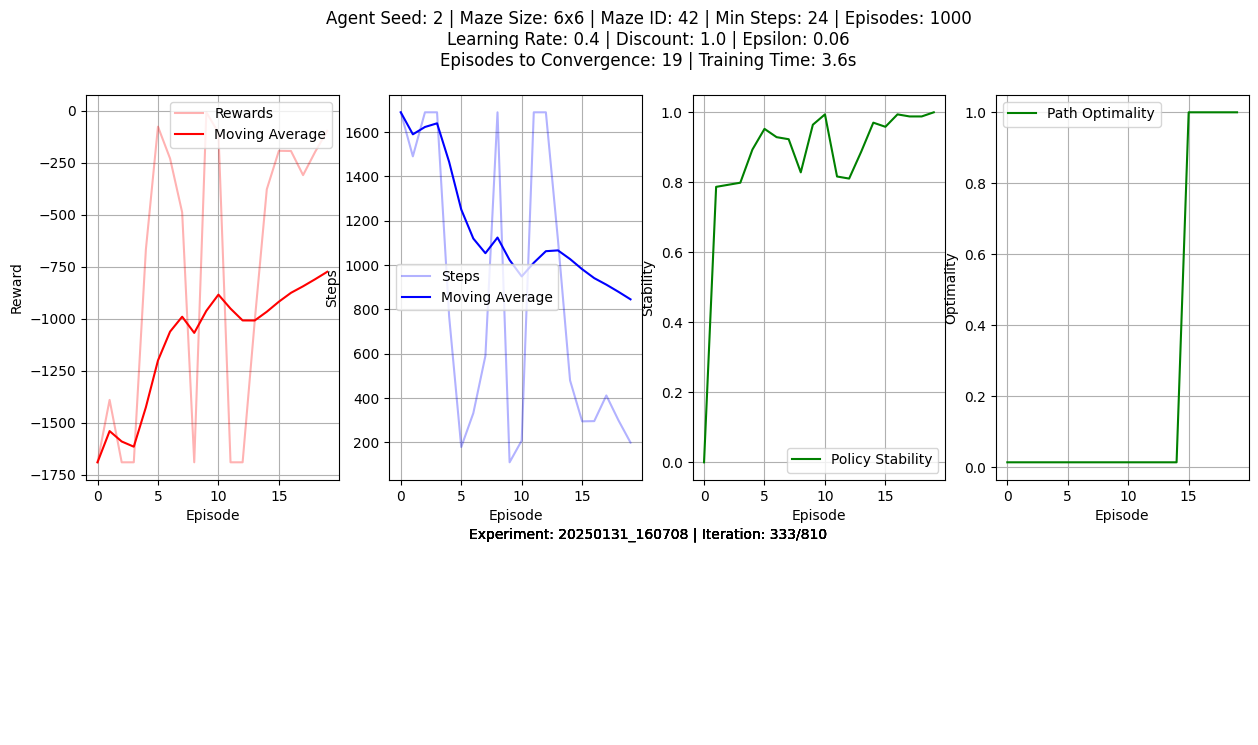 Agent Seed: 2 | Maze Size: 6x6 | Maze ID: 42 | Min Steps: 24 | Episodes: 1000
Learning Rate: 0.4 | Discount: 1.0 | Epsilon: 0.06
Episodes to Convergence: 19 | Training Time: 3.6s
Rewards
Moving Average
0
−250
−500
−750
−1000
−1250
−1500
−1750
Reward
0
5
10
15
Episode
Steps
Moving Average
1600
1400
1200
1000
800
600
400
200
Steps
0
5
10
15
Episode
Policy Stability
1.0
0.8
0.6
0.4
0.2
0.0
Stability
0
5
10
15
Episode
Path Optimality
1.0
0.8
0.6
0.4
0.2
0.0
Optimality
0
5
10
15
Episode
Experiment: 20250131_160708 | Iteration: 333/810